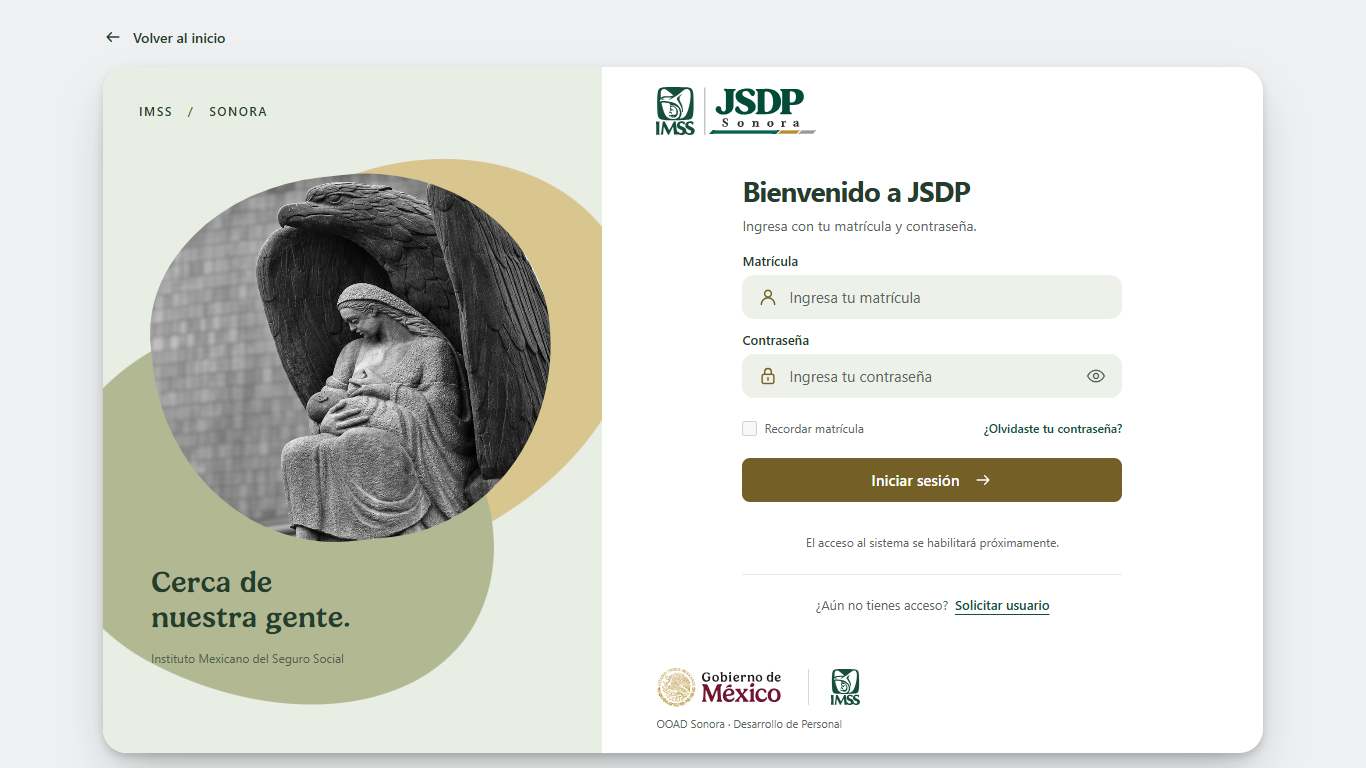 Volver al inicio
IMSS / SONORA
Cerca de
nuestra gente.
Instituto Mexicano del Seguro Social
IMSS
JSDP
Sonora
Bienvenido a JSDP
Ingresa con tu matrícula y contraseña.
Matrícula
Ingresa tu matrícula
Contraseña
Ingresa tu contraseña
Recordar matrícula
¿Olvidaste tu contraseña?
Iniciar sesión
El acceso al sistema se habilitará próximamente.
¿Aún no tienes acceso? Solicitar usuario
Gobierno de
México
IMSS
OOAD Sonora · Desarrollo de Personal